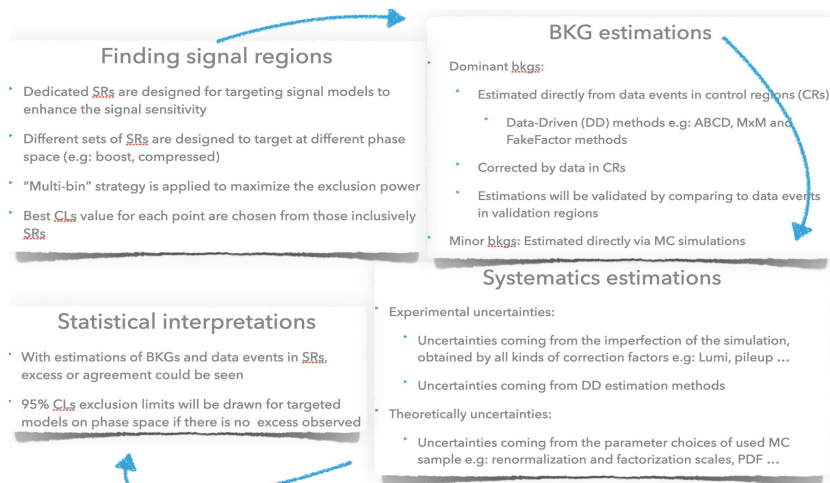 Finding signal regions
Dedicated SRs are designed for targeting signal models to
enhance the signal sensitivity
Different sets of SRs are designed to target at different phase
space (e.g: boost, compressed)
“Multi-bin” strategy is applied to maximize the exclusion power
Best CLs value for each point are chosen from those inclusively
SRs
BKG estimations
Dominant bkgs:
Estimated directly from data events in control regions (CRs)
Data-Driven (DD) methods e.g: ABCD, MxM and
FakeFactor methods
Corrected by data in CRs
Estimations will be validated by comparing to data events
in validation regions
Minor bkgs: Estimated directly via MC simulations
Systematics estimations
Experimental uncertainties:
Uncertainties coming from the imperfection of the simulation,
obtained by all kinds of correction factors e.g: Lumi, pileup ...
Uncertainties coming from DD estimation methods
Theoretically uncertainties:
Uncertainties coming from the parameter choices of used MC
sample e.g: renormalization and factorization scales, PDF ...
Statistical interpretations
With estimations of BKGs and data events in SRs,
excess or agreement could be seen
95% CLs exclusion limits will be drawn for targeted
models on phase space if there is no excess observed